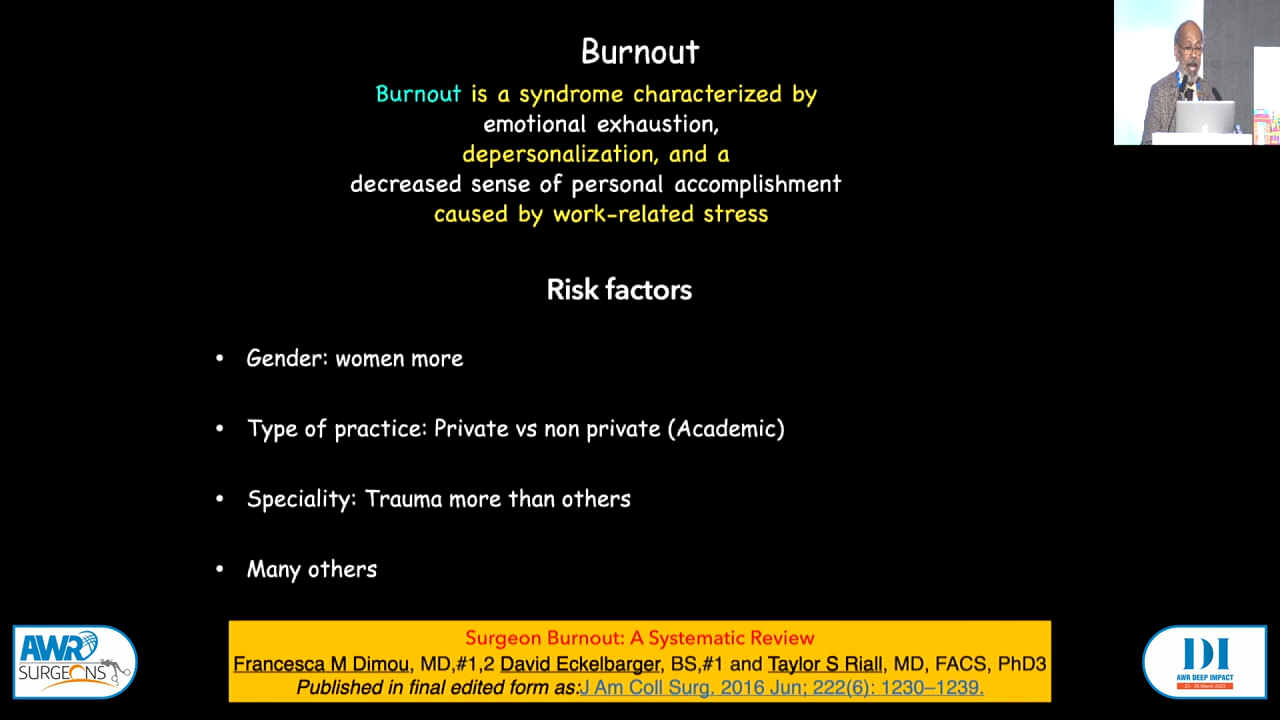 Burnout
Burnout is a syndrome characterized by
emotional exhaustion,
depersonalization, and a
decreased sense of personal accomplishment
caused by work-related stress
Risk factors
• Gender: women more
• Type of practice: Private vs non private (Academic)
• Speciality: Trauma more than others
• Many others
Surgeon Burnout: A Systematic Review
Francesca M Dimou, MD,#1,2 David Eckelbarger, BS,#1 and Taylor S Riall, MD, FACS, PhD3
Published in final edited form as:J Am Coll Surg. 2016 Jun; 222(6): 1230–1239.
AWR
SURGEONS
DI
AWR DEEP IMPACT